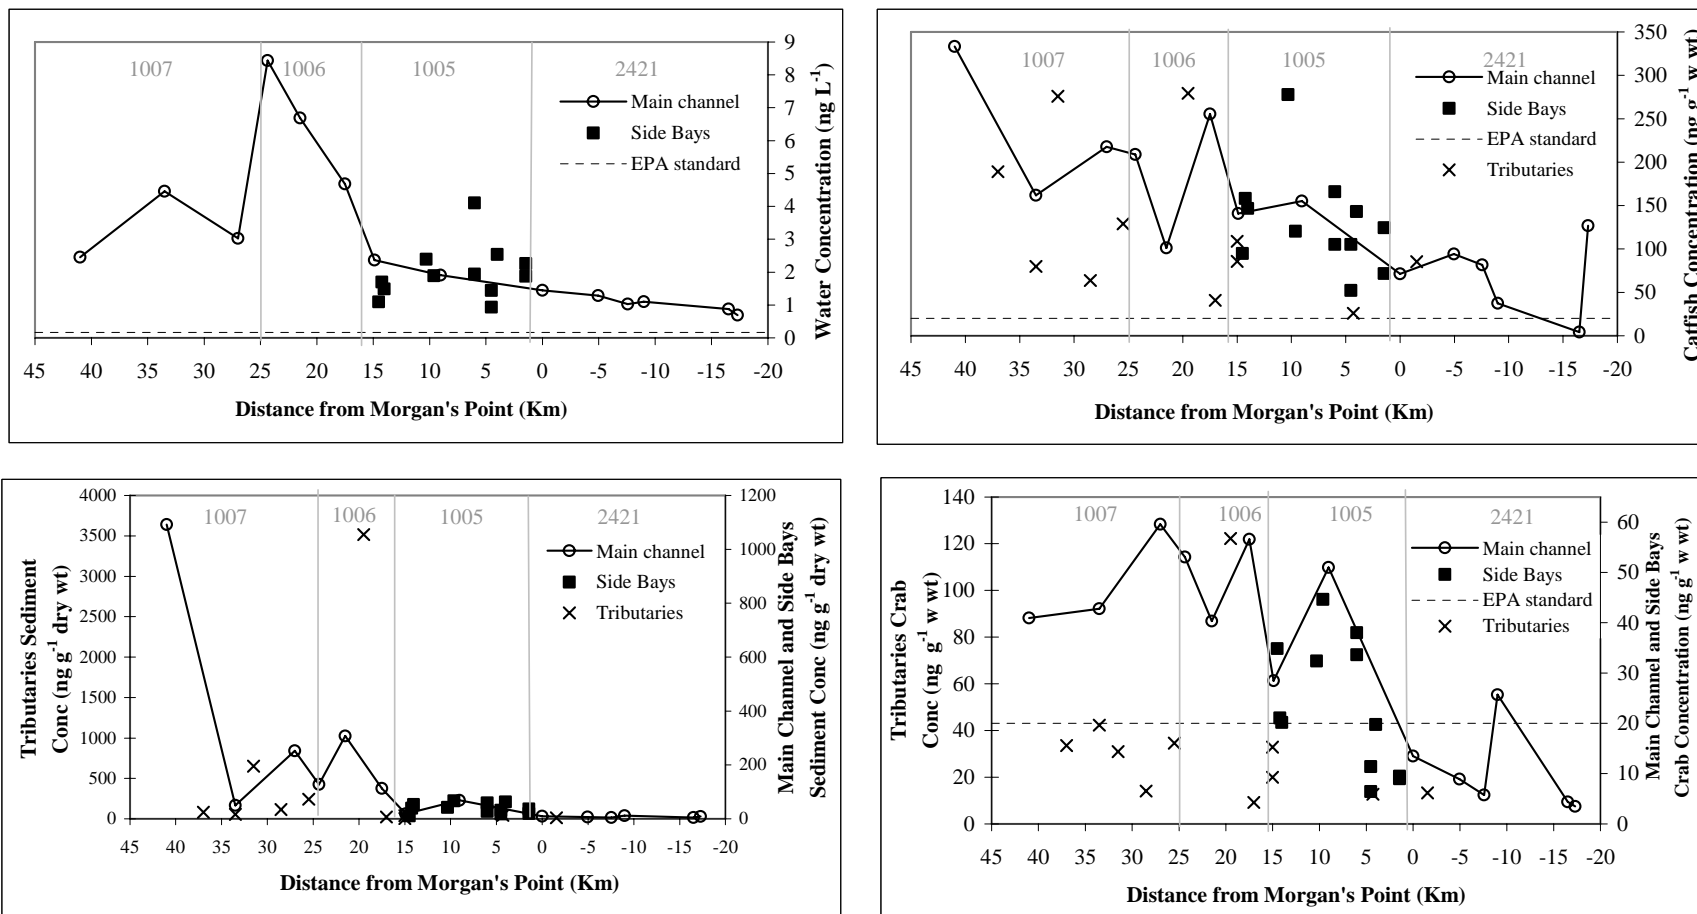 1007
1006
1005
2421
Main channel
Side Bays
EPA standard
0
1
2
3
4
5
6
7
8
9
Water Concentration (ng L-1)
45 40 35 30 25 20 15 10 5 0 -5 -10 -15 -20
Distance from Morgan's Point (Km)
1007
1006
1005
2421
Main channel
Side Bays
EPA standard
Tributaries
0
50
100
150
200
250
300
350
Catfish Concentration (ng g-1 w wt)
45 40 35 30 25 20 15 10 5 0 -5 -10 -15 -20
Distance from Morgan's Point (Km)
Tributaries Sediment
Conc (ng g-1 dry wt)
4000
3500
3000
2500
2000
1500
1000
500
0
1007
1006
1005
2421
Main channel
Side Bays
Tributaries
1200
1000
800
600
400
200
0
Main Channel and Side Bays
Sediment Conc (ng g-1 dry wt)
45 40 35 30 25 20 15 10 5 0 -5 -10 -15 -20
Distance from Morgan's Point (Km)
Tributaries Crab
Conc (ng g-1 w wt)
140
120
100
80
60
40
20
0
1007
1006
1005
2421
Main channel
Side Bays
EPA standard
Tributaries
60
50
40
30
20
10
0
Main Channel and Side Bays
Crab Concentration (ng g-1 w wt)
45 40 35 30 25 20 15 10 5 0 -5 -10 -15 -20
Distance from Morgan's Point (Km)